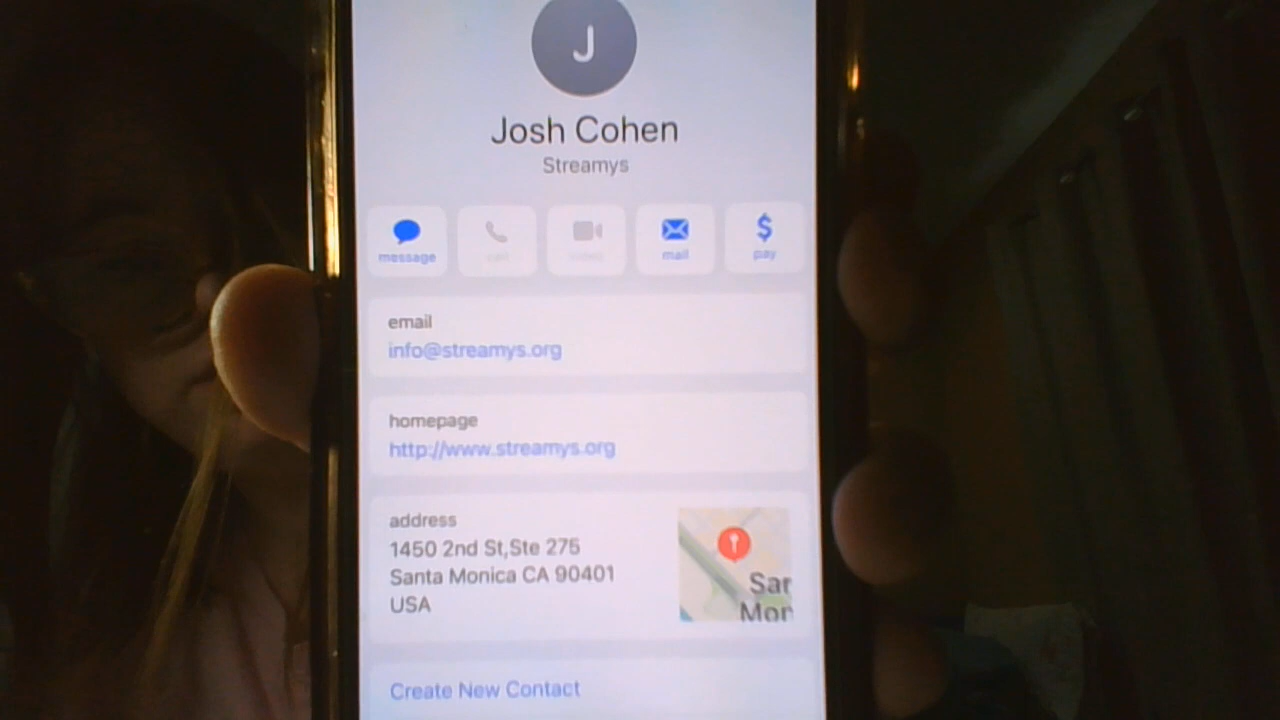 J
Josh Cohen
Streamys
message
mail
pay
email
info@streamys.org
homepage
http://www.streamys.org
address
1450 2nd St,Ste 275
Santa Monica CA 90401
USA
Create New Contact